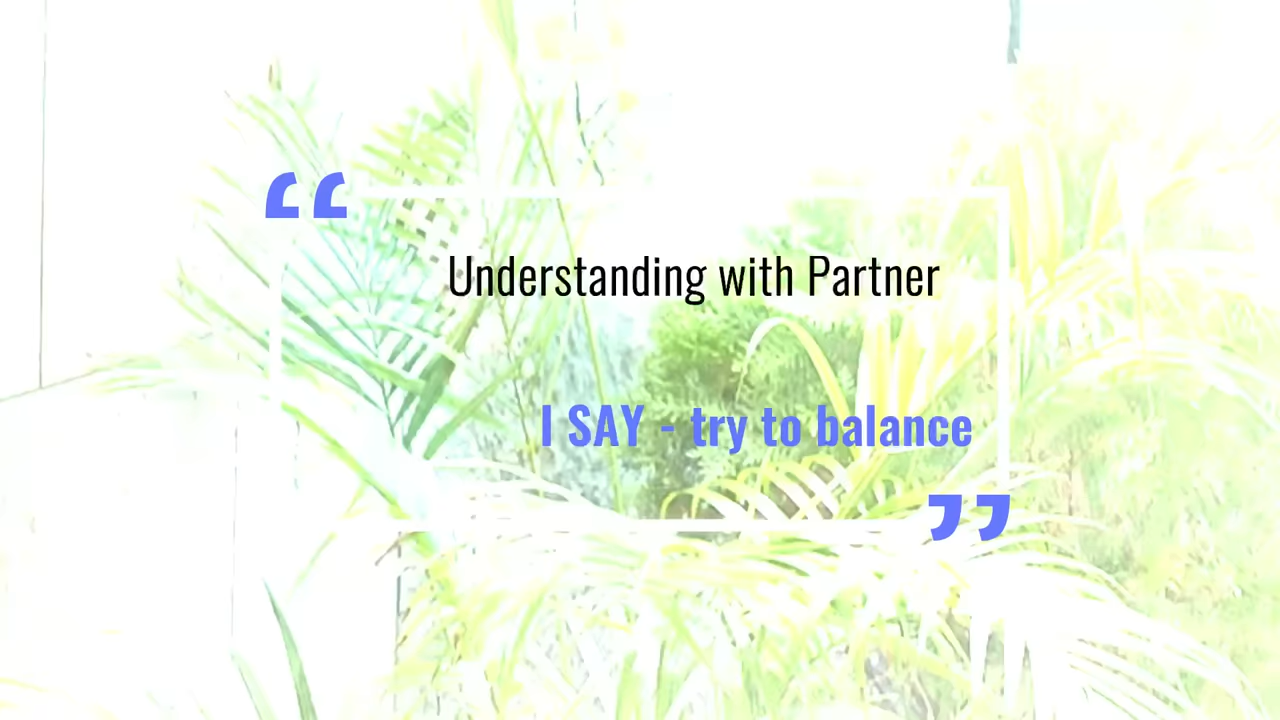 “
Understanding with Partner
I SAY - try to balance
”